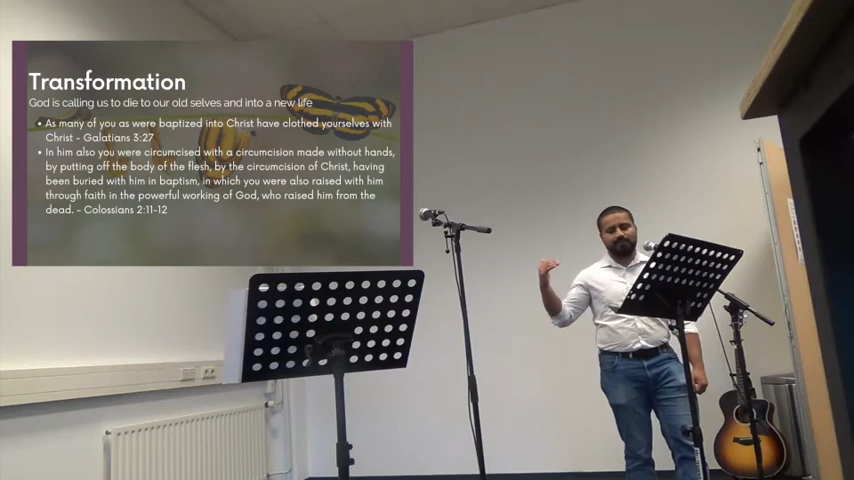 Transformation
God is calling us to die to our old selves and into a new life
• As many of you as were baptized into Christ have clothed yourselves with
Christ - Galatians 3:27
• In him also you were circumcised with a circumcision made without hands,
by putting off the body of the flesh, by the circumcision of Christ, having
been buried with him in baptism, in which you were also raised with him
through faith in the powerful working of God, who raised him from the
dead. - Colossians 2:11-12